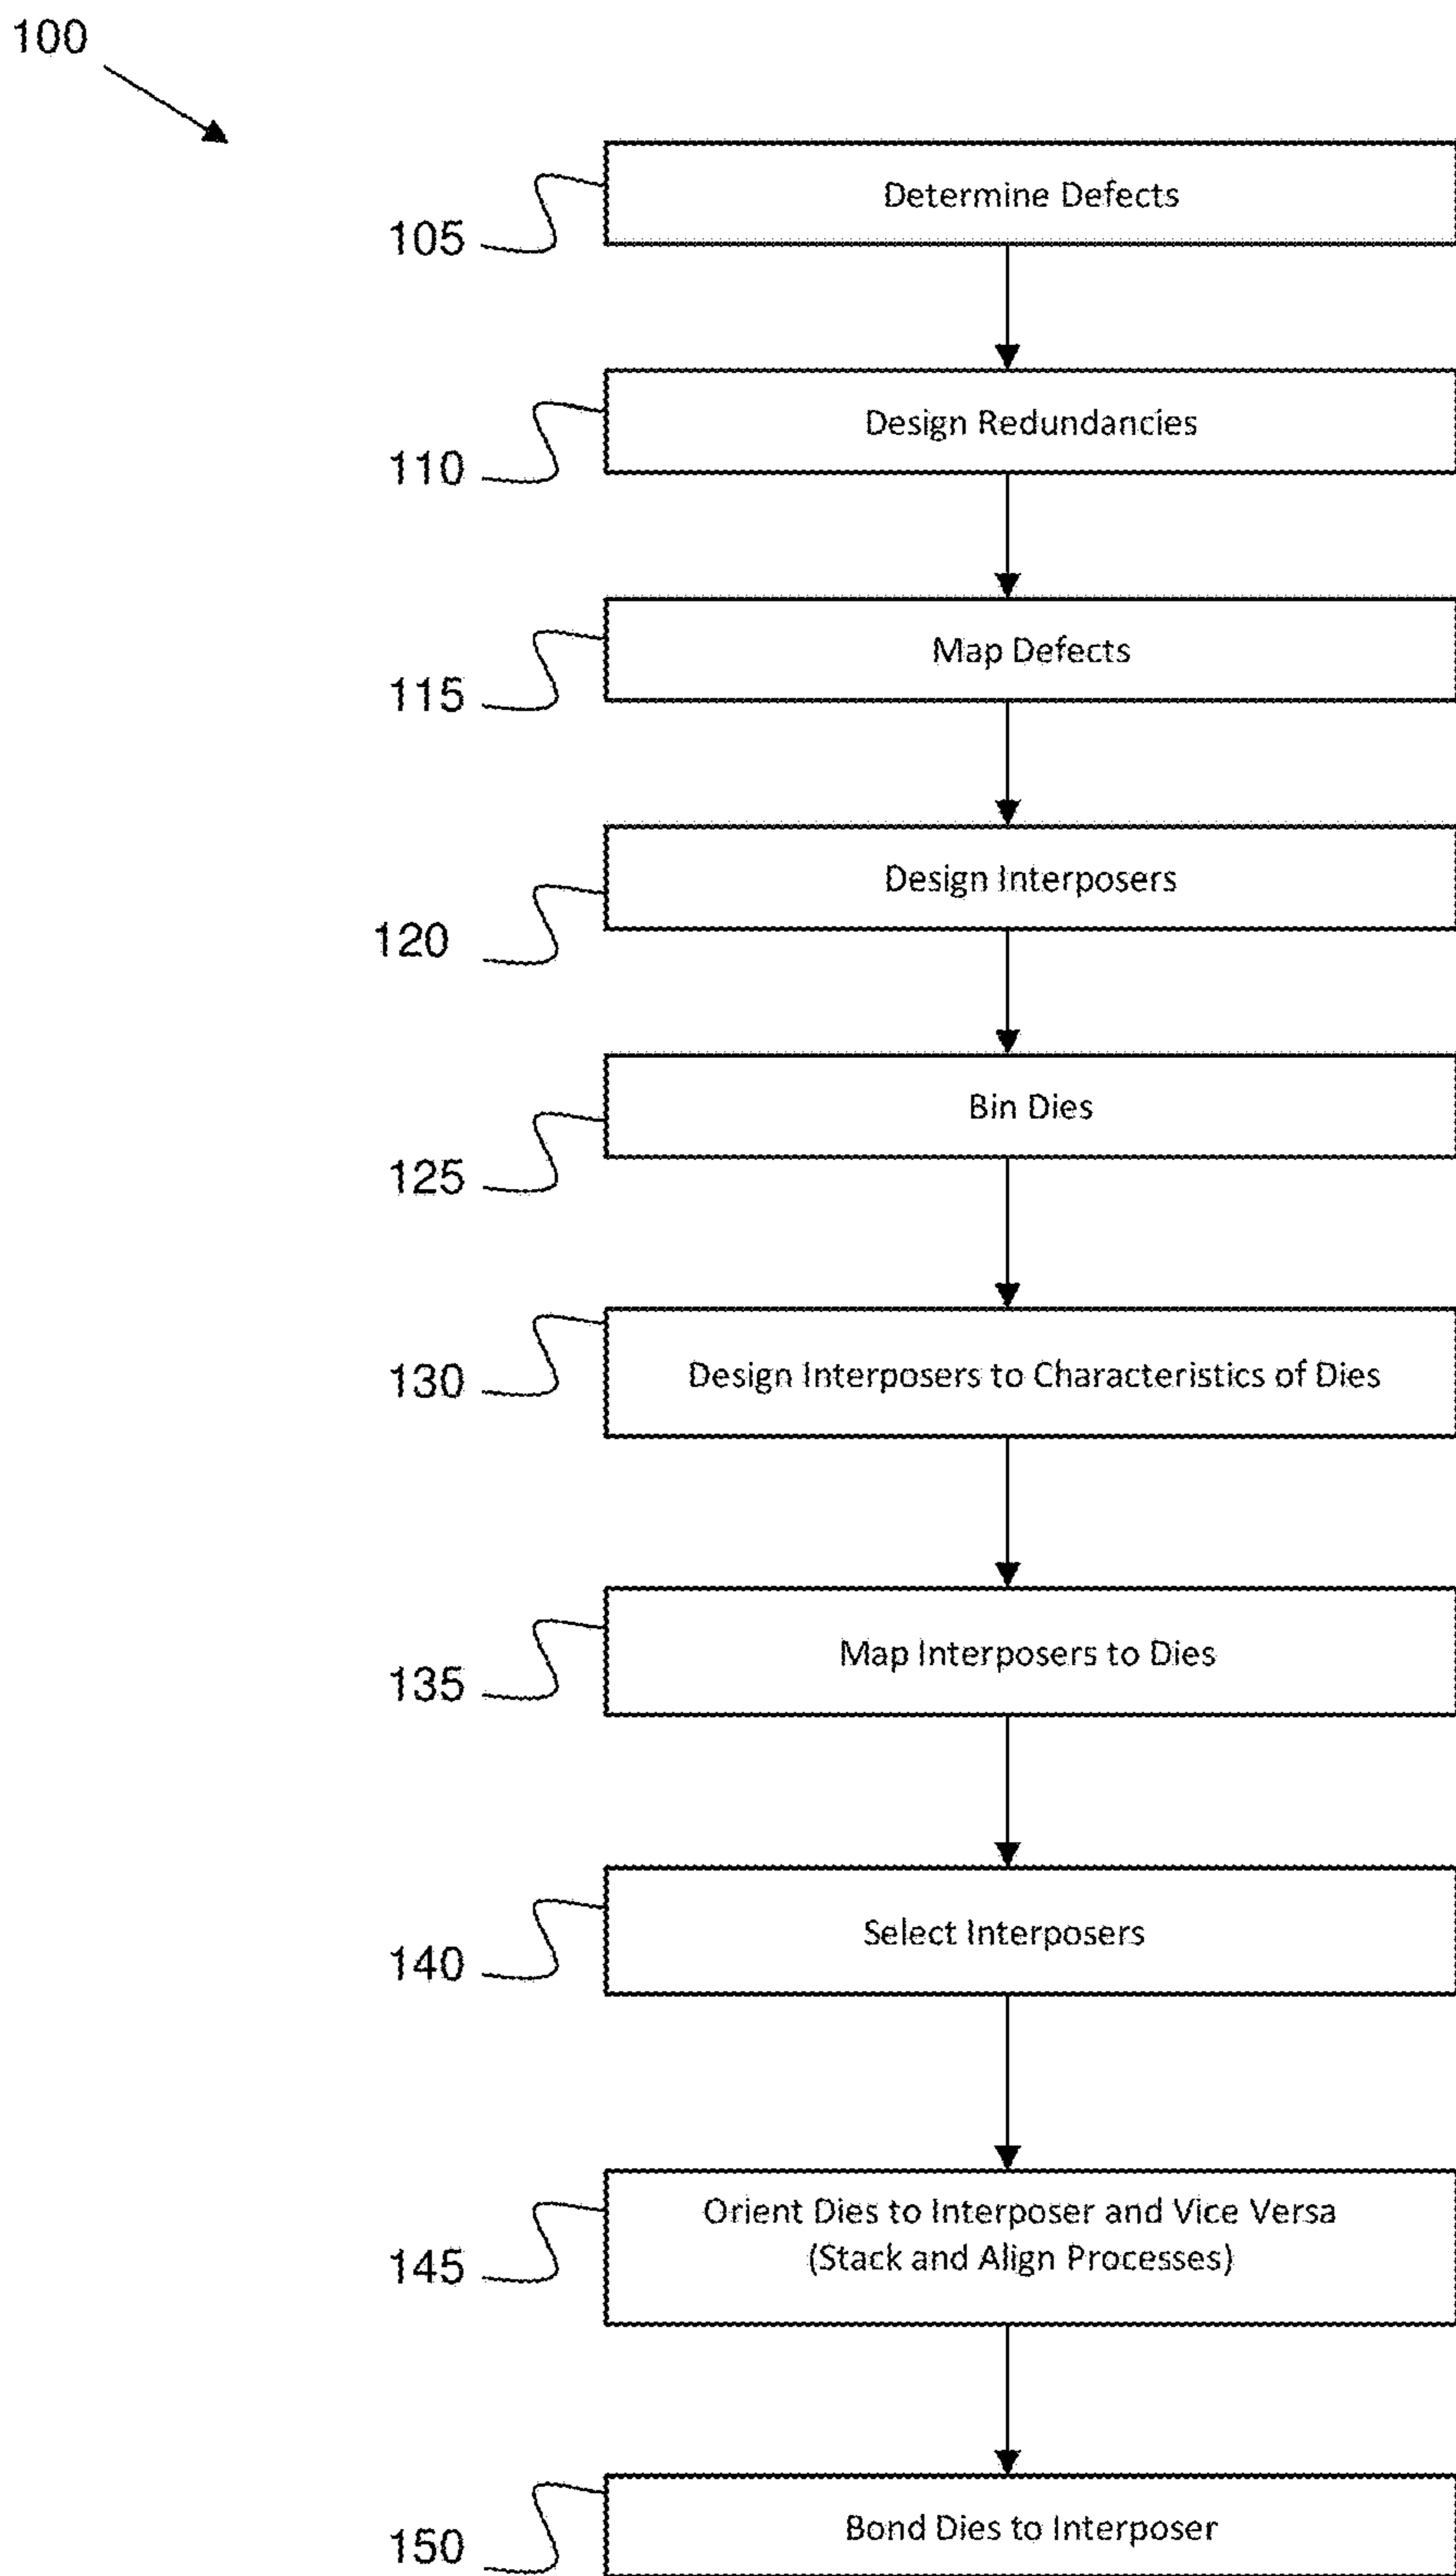 100
Determine Defects
105
Design Redundancies
110
Map Defects
115
Design Interposers
120
Bin Dies
125
Design Interposers to Characteristics of Dies
130
Map Interposers to Dies
135
Select Interposers
140
Orient Dies to Interposer and Vice Versa
(Stack and Align Processes)
145
Bond Dies to Interposer
150